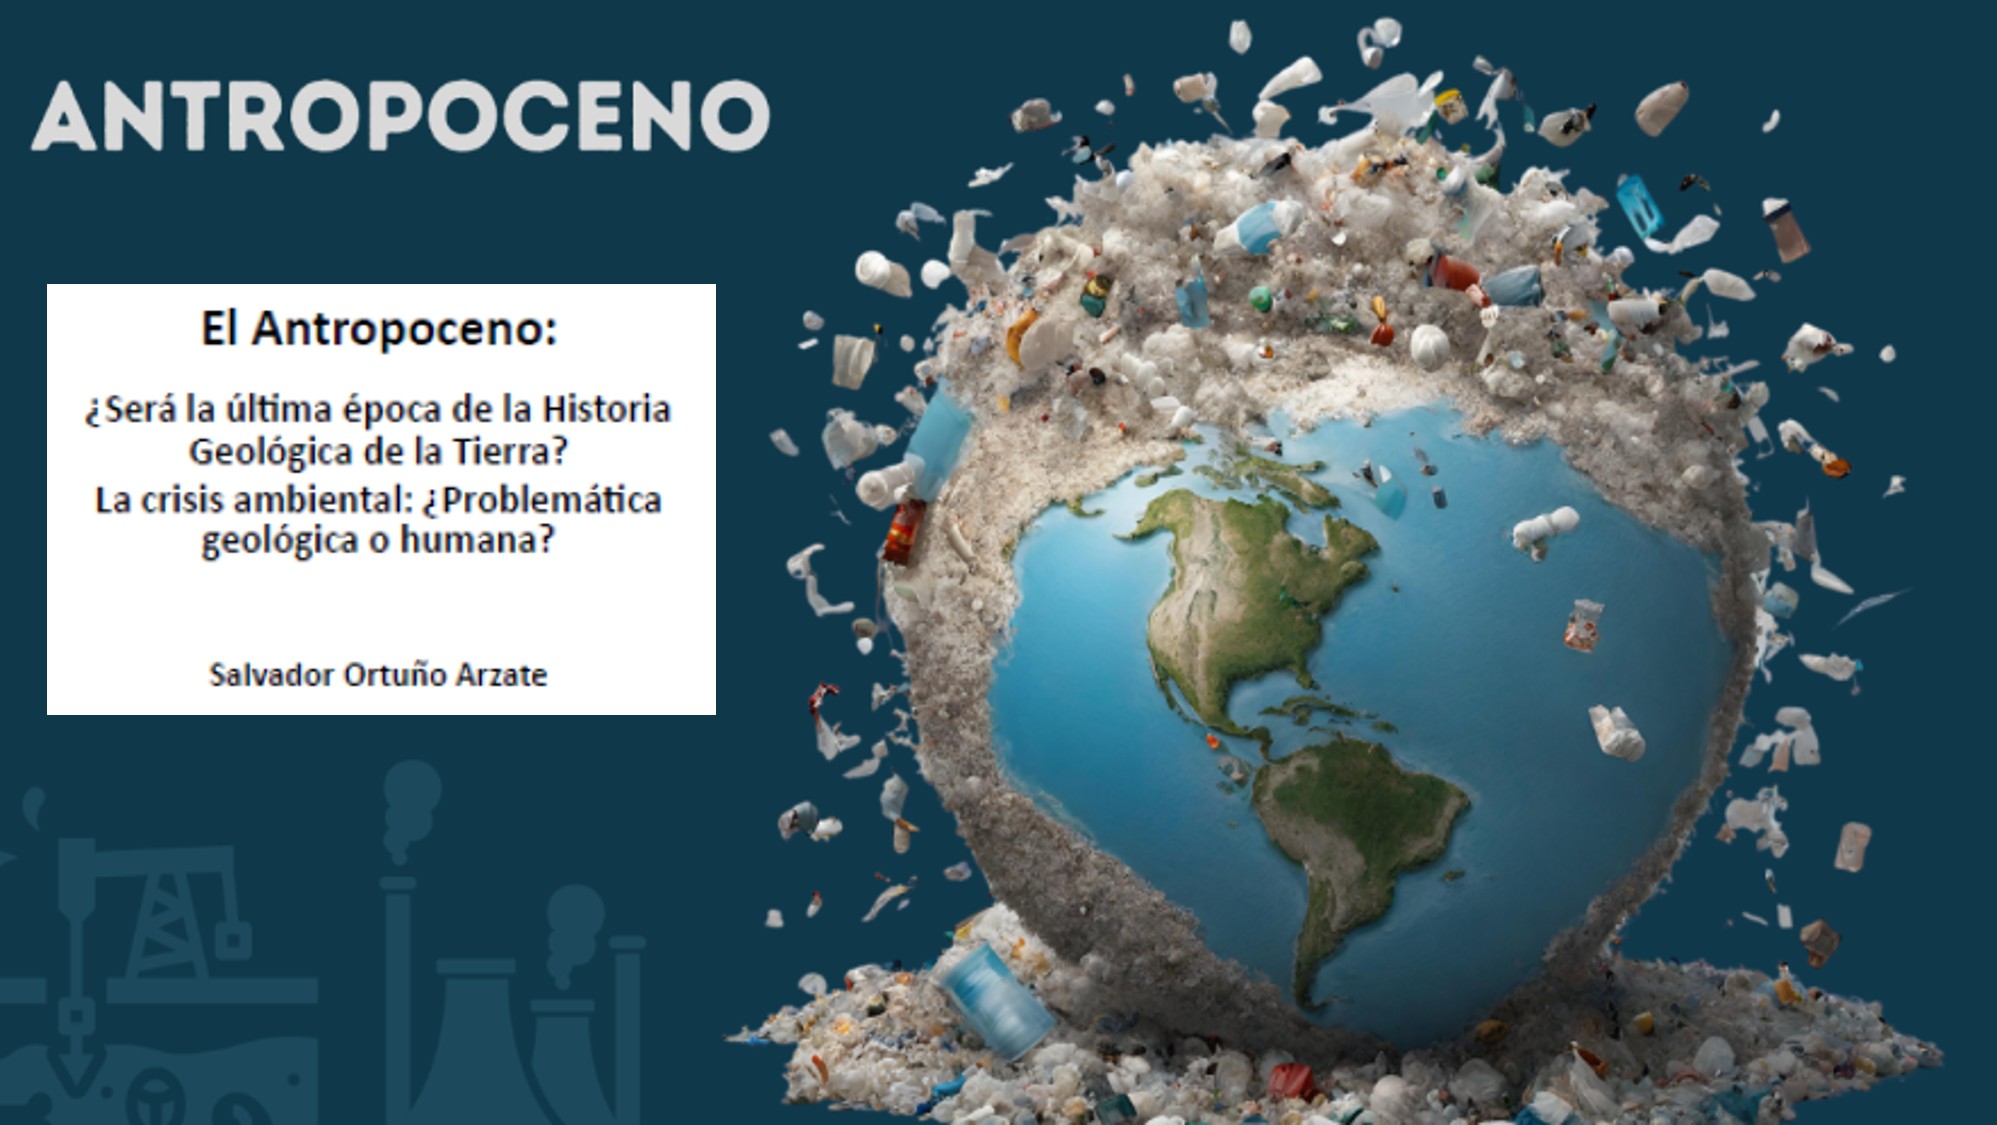 ANTROPOCENO
El Antropoceno:
¿Será la última época de la Historia
Geológica de la Tierra?
La crisis ambiental: ¿Problemática
geológica o humana?
Salvador Ortuño Arzate